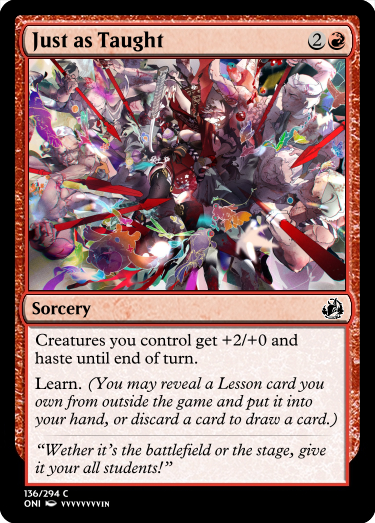 Just as Taught 2
Sorcery
Creatures you control get +2/+0 and
haste until end of turn.
Learn. (You may reveal a Lesson card you
own from outside the game and put it into
your hand, or discard a card to draw a card.)
“Wether it’s the battlefield or the stage, give
it your all students!”
136/294 C
ONI VVVVVVVVIN